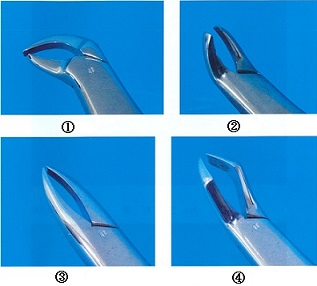 ① ②
③ ④